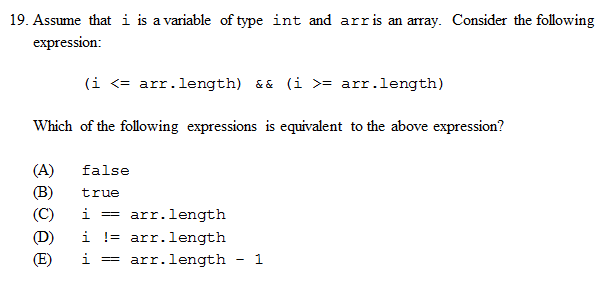 19. Assume that i is a variable of type int and arr is an array. Consider the following
expression:
(i <= arr.length) && (i >= arr.length)
Which of the following expressions is equivalent to the above expression?
(A) false
(B) true
(C) i == arr.length
(D) i != arr.length
(E) i == arr.length - 1